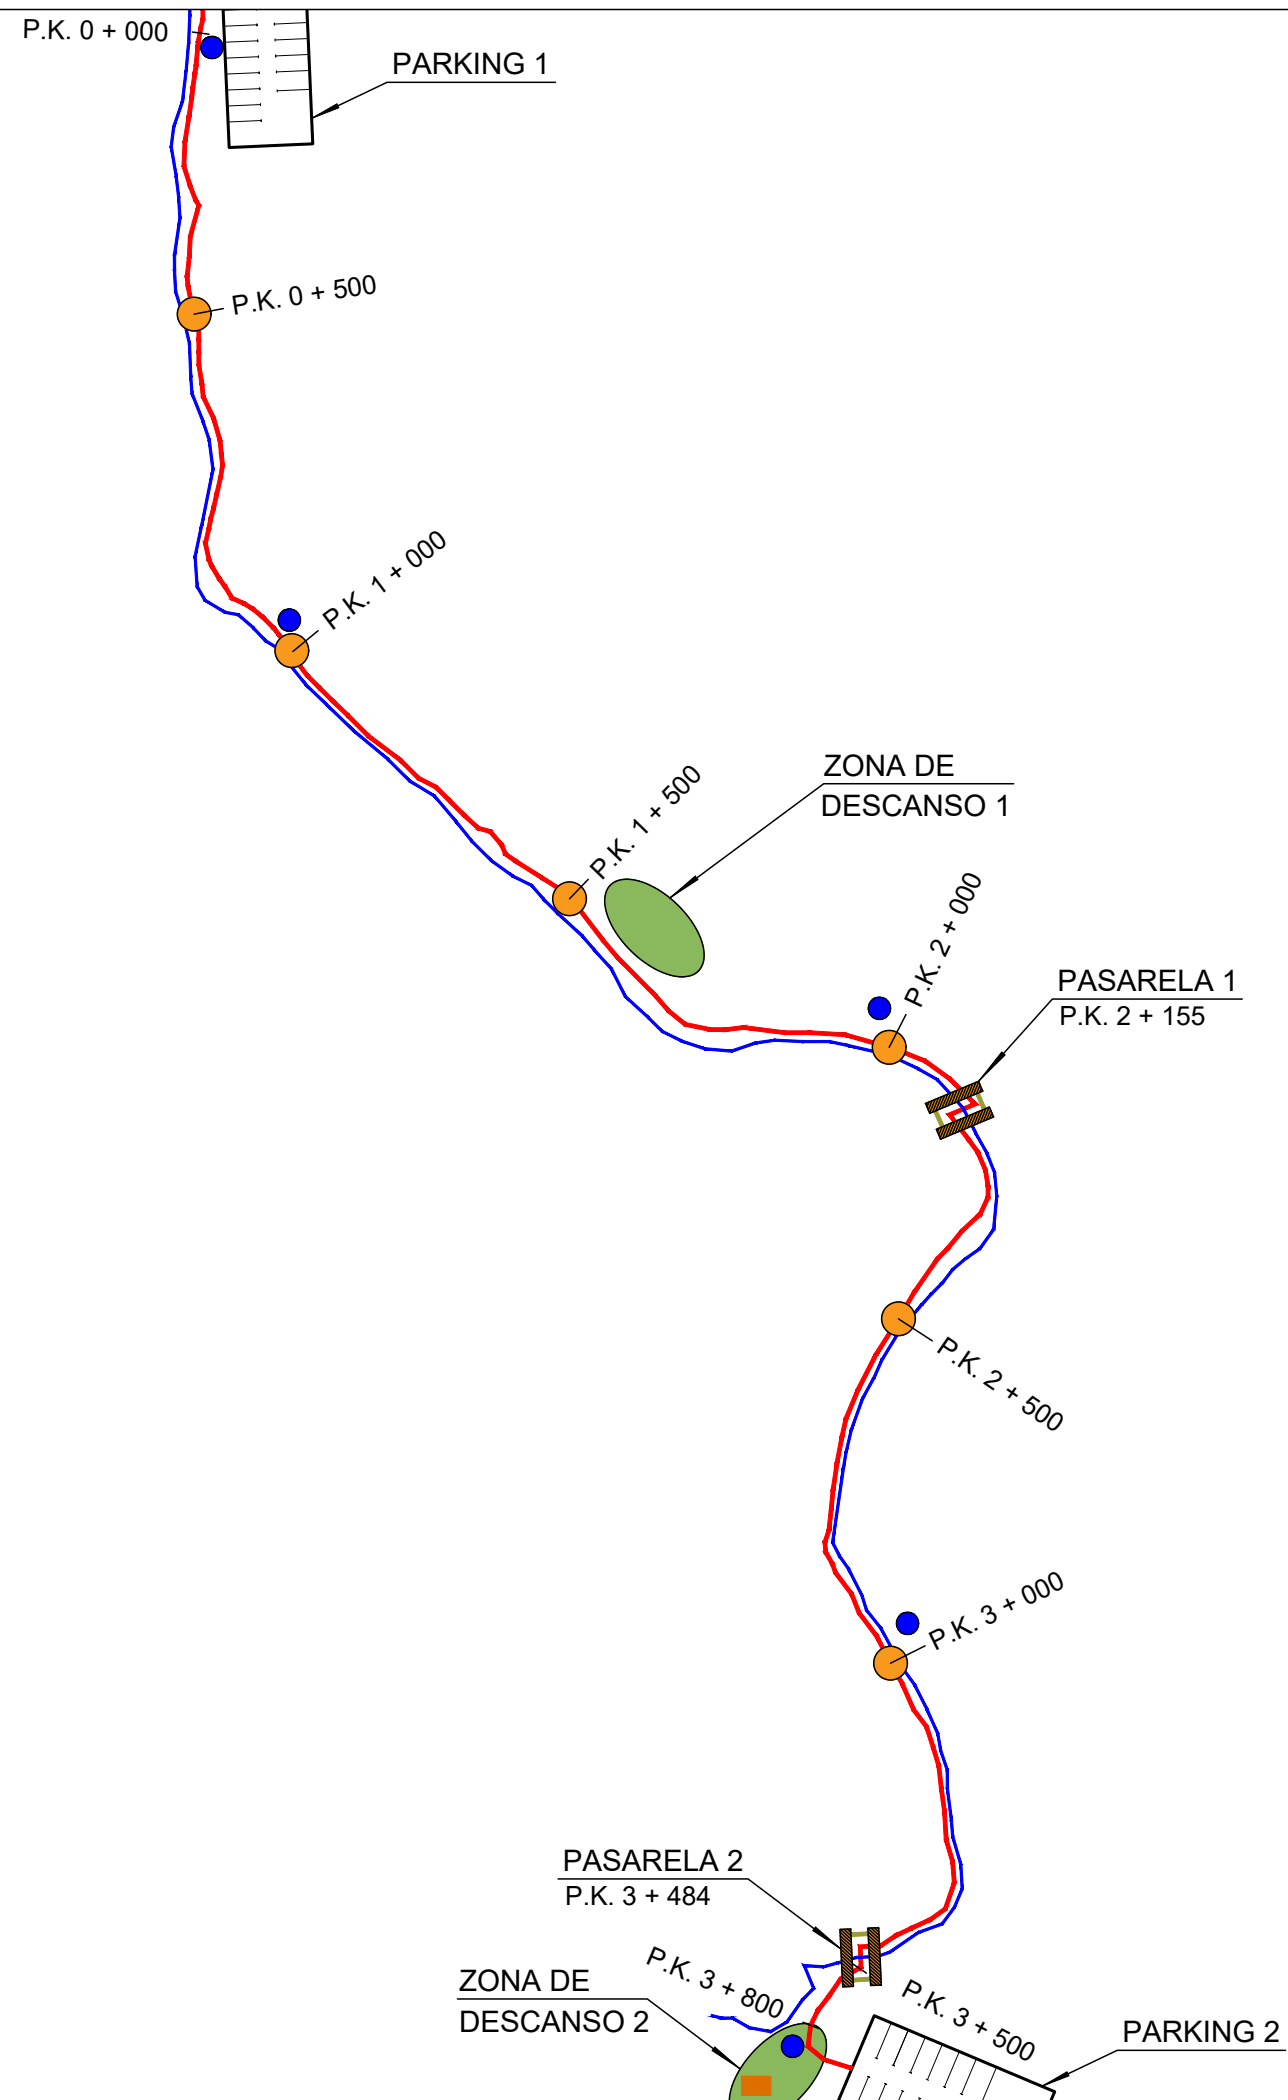 P.K. 0 + 000
PARKING 1
P.K. 0 + 500
P.K. 1 + 000
ZONA DE
DESCANSO 1
P.K. 1 + 500
P.K. 2 + 000
PASARELA 1
P.K. 2 + 155
P.K. 2 + 500
P.K. 3 + 000
PASARELA 2
P.K. 3 + 484
P.K. 3 + 800
ZONA DE
DESCANSO 2
P.K. 3 + 500
PARKING 2